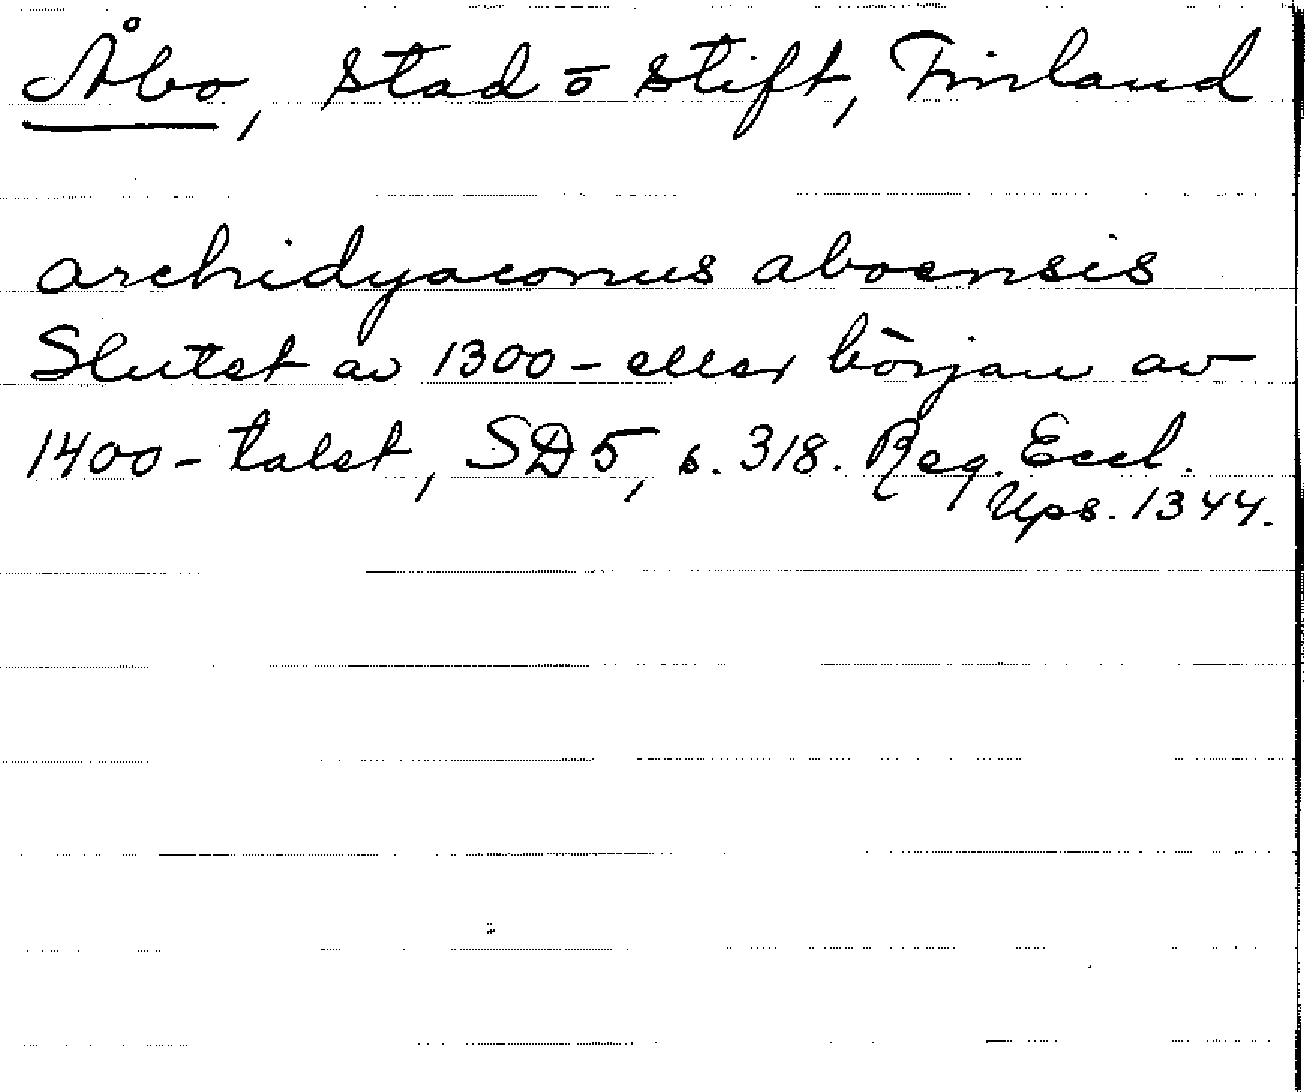 Åbo, stad o stift, Finland
archidyaconus aboensis
Slutet av 1300-eller början av
1400-talet, SD5, s. 318. Reg. Eccl.
Ups. 1344.